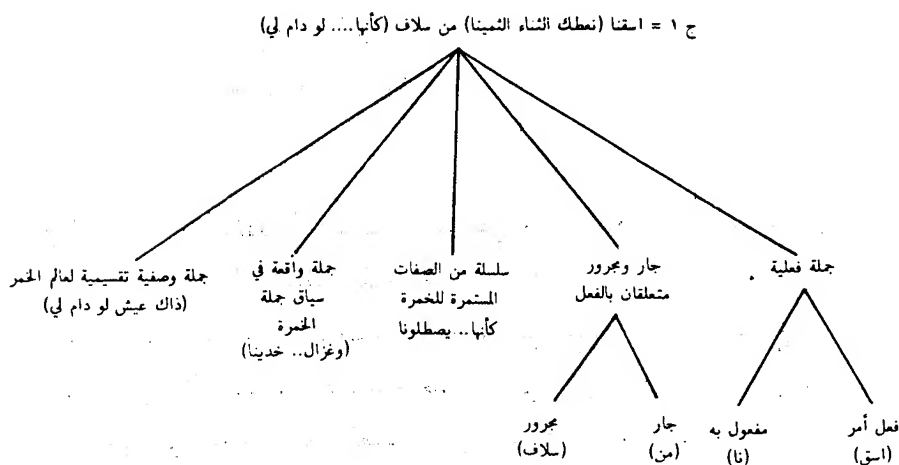 ج ١ = اسقنا (نعطك الثناء الثمينا) من سلاف (كأنها.... لو دام لي)
جملة فعلية
جار ومجرور
متعلقان بالفعل
سلسلة من الصفات
المستمرة للخمرة
كأنها.. يصطلونا
جملة واقعة في
سياق جملة
الخمرة
(وغزال.. خدينا)
جملة وصفية تقسيمية لعالم الخمر
(ذاك عيش لو دام لي)
فعل أمر
(اسق)
مفعول به
(نا)
جار
(من)
مجرور
(سلاف)